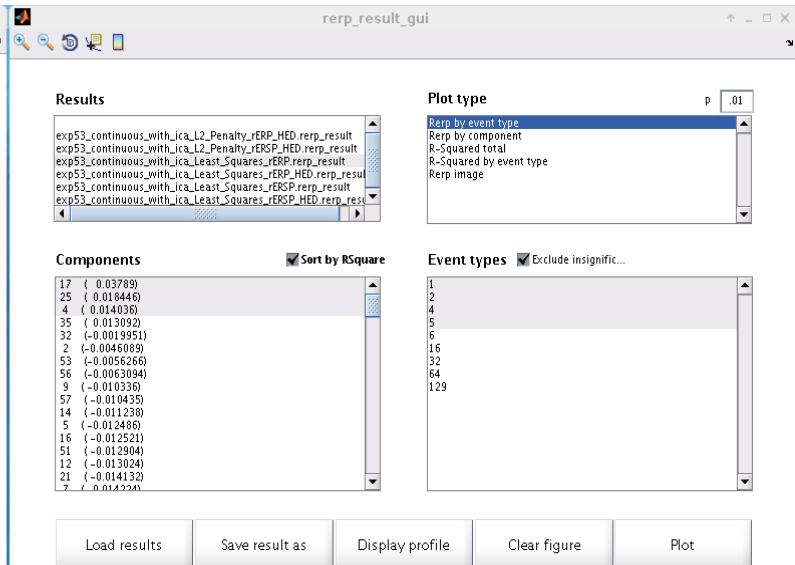 rerp_result_gui
Results
exp53_continuous_with_ica_L2_Penalty_rERP_HED.rerp_result
exp53_continuous_with_ica_L2_Penalty_rERSP_HED.rerp_result
exp53_continuous_with_ica_Least_Squares_rERP.rerp_result
exp53_continuous_with_ica_Least_Squares_rERP_HED.rerp_resul
exp53_continuous_with_ica_Least_Squares_rERSP.rerp_result
exp53_continuous_with_ica_Least_Squares_rERSP_HED.rerp_resu
Plot type p .01
Rerp by event type
Rerp by component
R-Squared total
R-Squared by event type
Rerp image
Components Sort by RSquare
17 ( 0.03789)
25 ( 0.018446)
4 ( 0.014036)
35 ( 0.013092)
32 (-0.0019951)
2 (-0.0046089)
53 (-0.0056266)
56 (-0.0063094)
9 (-0.010336)
57 (-0.010435)
14 (-0.011238)
5 (-0.012486)
16 (-0.012521)
51 (-0.012904)
12 (-0.013024)
21 (-0.014132)
Event types Exclude insignific...
1
2
4
5
6
16
32
64
129
Load results Save result as Display profile Clear figure Plot